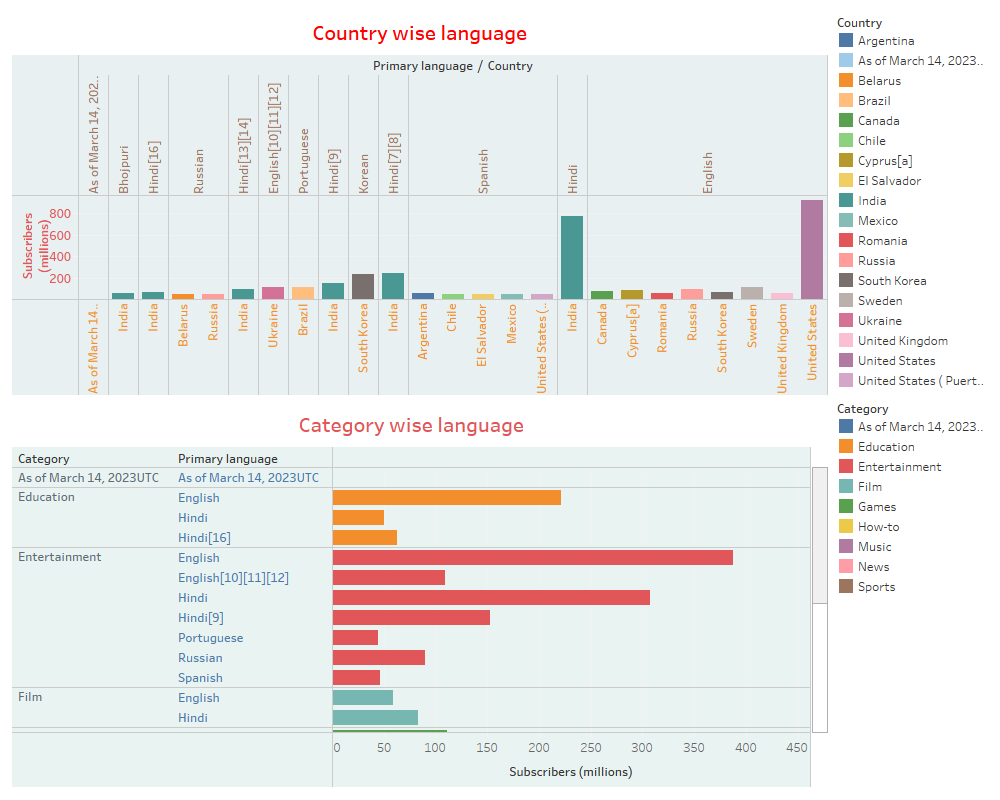 Country wise language
Primary language / Country
As of March 14, 202..
Bhojpuri
Hindi[16]
Russian
Hindi[13][14]
English[10][11][12]
Portuguese
Hindi[9]
Korean
Hindi[7][8]
Spanish
Hindi
English
Subscribers
(millions)
800
600
400
200
As of March 14..
India
India
Belarus
Russia
India
Ukraine
Brazil
India
South Korea
India
Argentina
Chile
El Salvador
Mexico
United States (..
India
Canada
Cyprus[a]
Romania
Russia
South Korea
Sweden
United Kingdom
United States
Country
Argentina
As of March 14, 2023..
Belarus
Brazil
Canada
Chile
Cyprus[a]
El Salvador
India
Mexico
Romania
Russia
South Korea
Sweden
Ukraine
United Kingdom
United States
United States ( Puert..
Category wise language
Category Primary language
As of March 14, 2023UTC As of March 14, 2023UTC
Education English
Hindi
Hindi[16]
Entertainment English
English[10][11][12]
Hindi
Hindi[9]
Portuguese
Russian
Spanish
Film English
Hindi
0 50 100 150 200 250 300 350 400 450
Subscribers (millions)
Category
As of March 14, 2023..
Education
Entertainment
Film
Games
How-to
Music
News
Sports